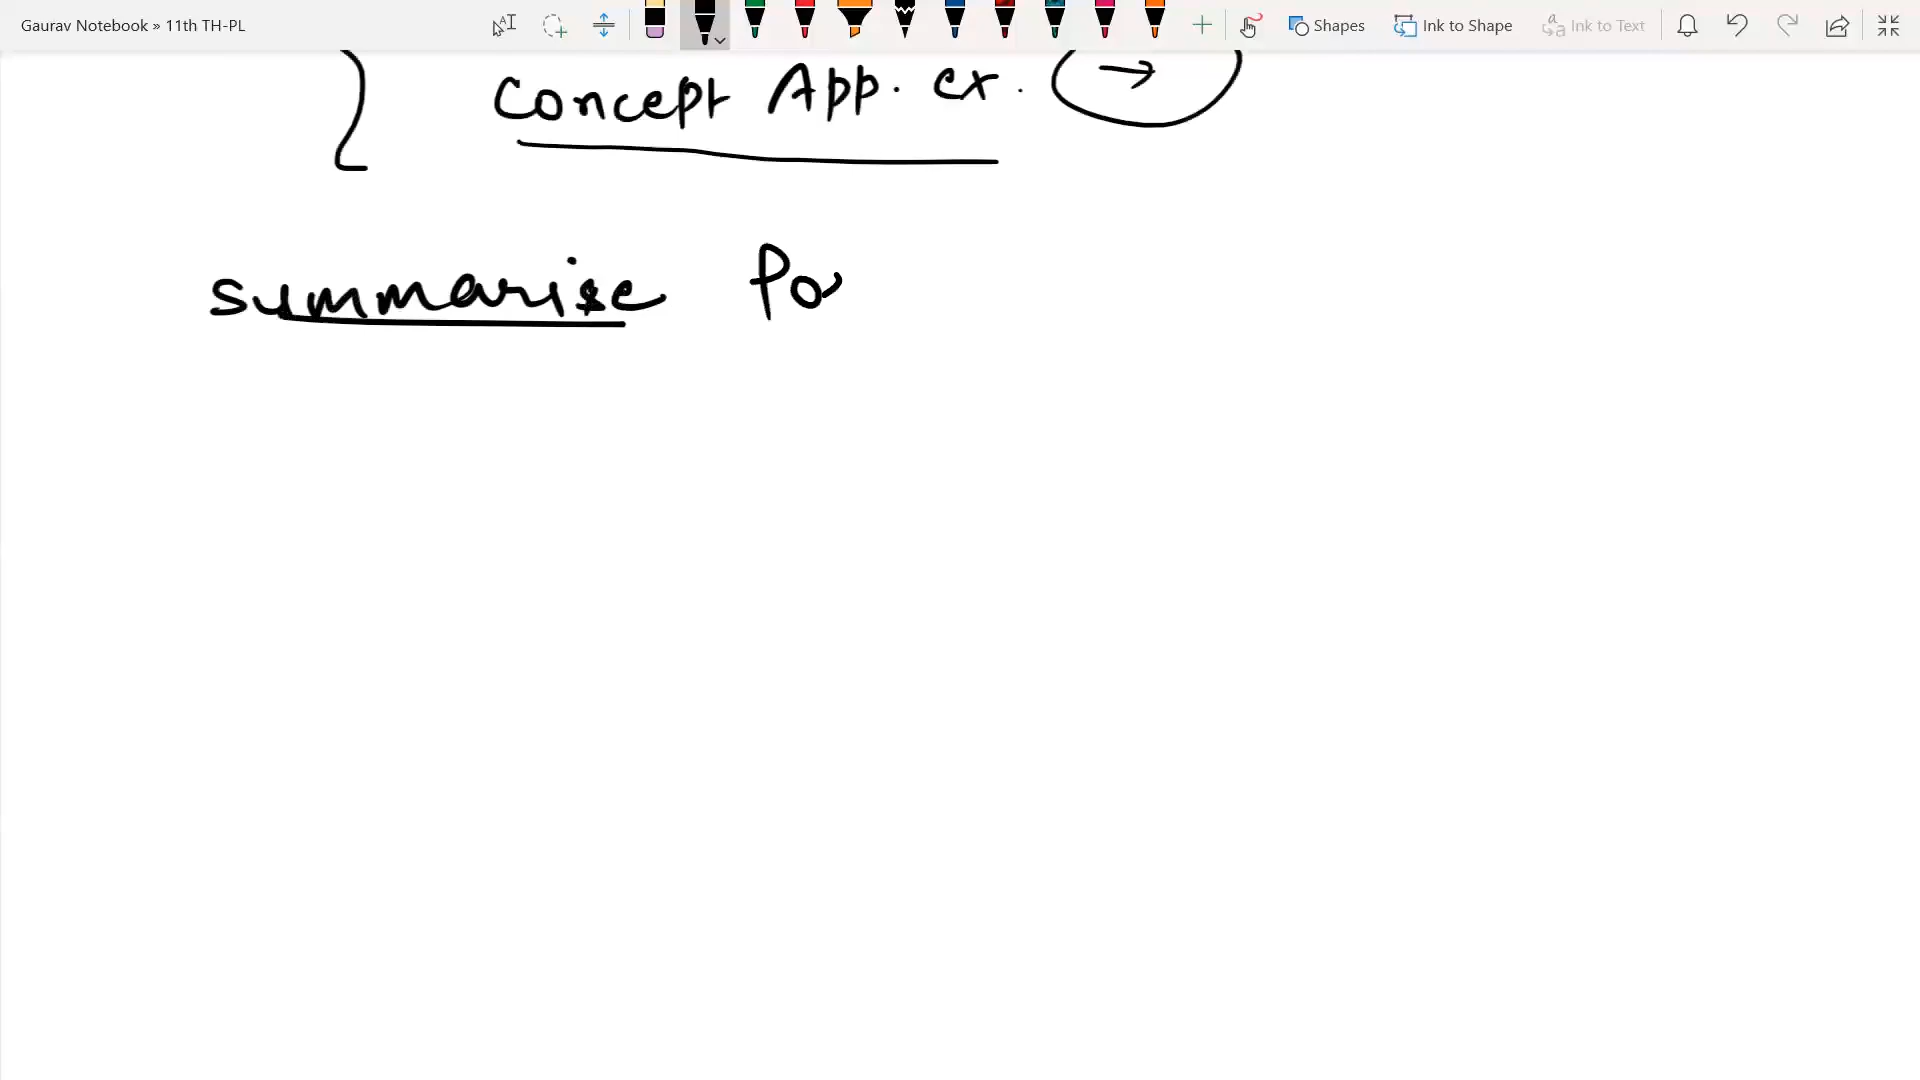 Gaurav Notebook » 11th TH-PL
Shapes
Ink to Shape
Ink to Text
Concept App. ex. →
summarise Po